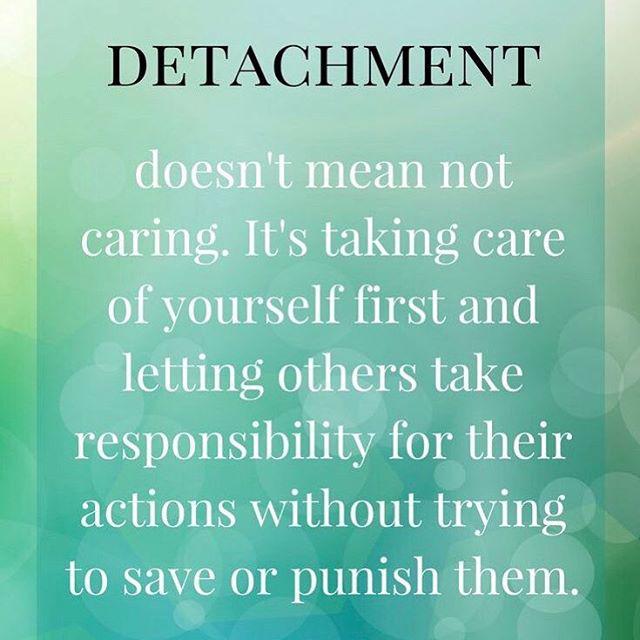 DETACHMENT
doesn't mean not
caring. It's taking care
of yourself first and
letting others take
responsibility for their
actions without trying
to save or punish them.